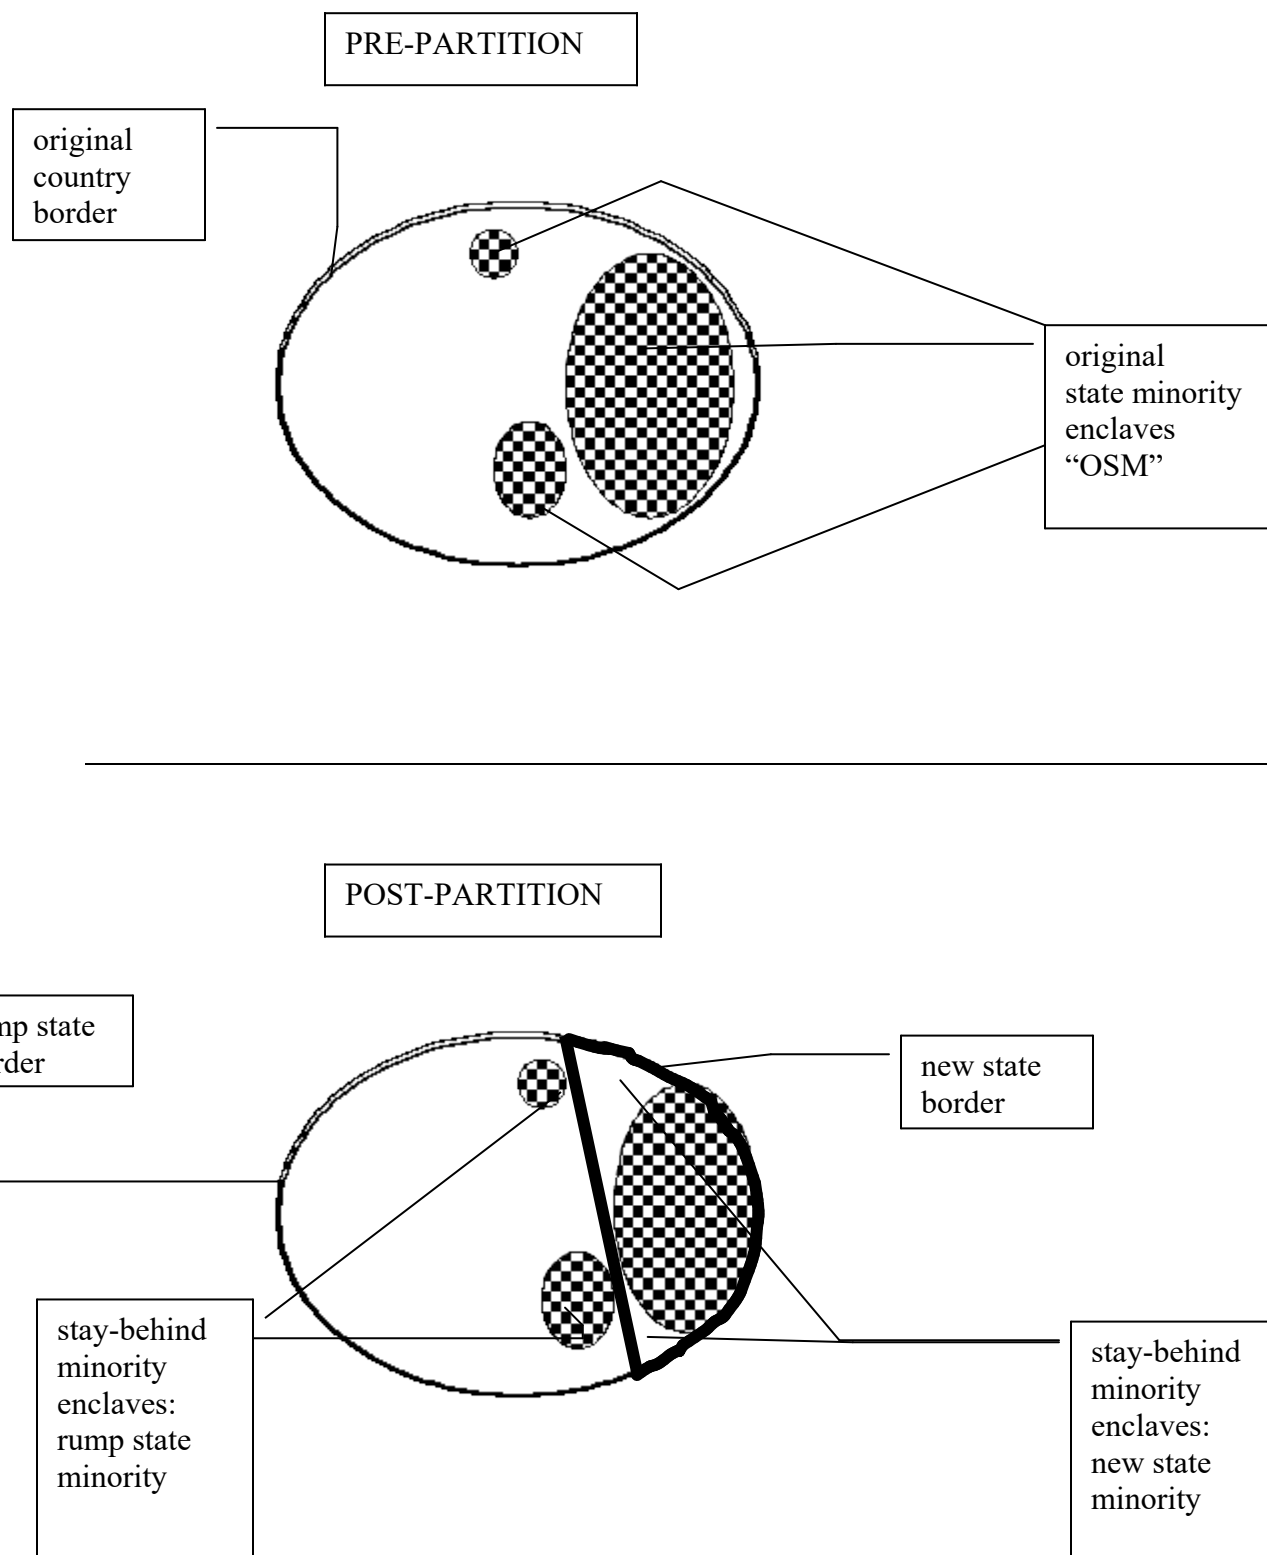 PRE-PARTITION
original
country
border
original
state minority
enclaves
“OSM”
POST-PARTITION
state
new state
border
stay-behind
minority
enclaves:
rump state
minority
stay-behind
minority
enclaves:
new state
minority